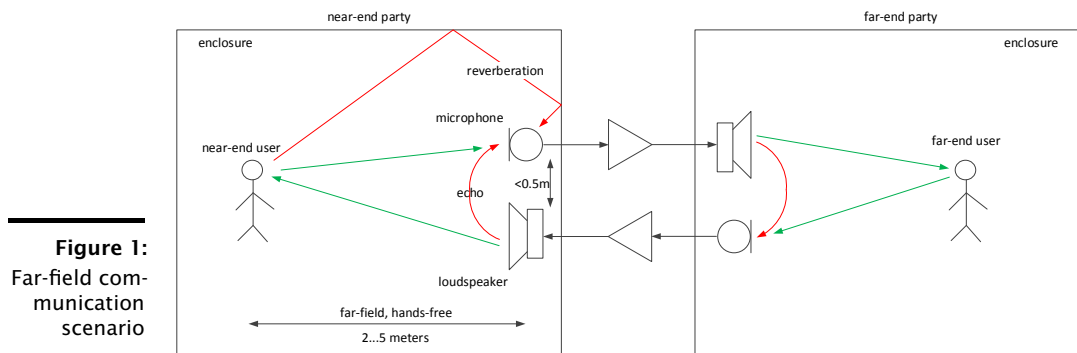 near-end party
far-end party
enclosure
enclosure
reverberation
microphone
near-end user
far-end user
echo
<0.5m
loudspeaker
far-field, hands-free
2...5 meters
Figure 1:
Far-field com-
munication
scenario